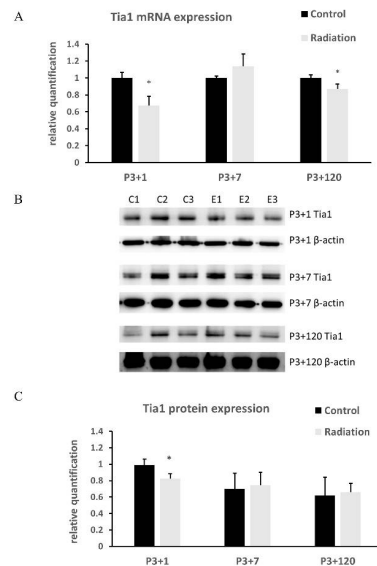 A
Tia1 mRNA expression
Control
Radiation
relative quantification
1.4
1.2
1
0.8
0.6
0.4
0.2
0
*
*
P3+1 P3+7 P3+120
B
C1 C2 C3 E1 E2 E3
P3+1 Tia1
P3+1 β-actin
P3+7 Tia1
P3+7 β-actin
P3+120 Tia1
P3+120 β-actin
C
Tia1 protein expression
Control
Radiation
relative quantification
1.4
1.2
1
0.8
0.6
0.4
0.2
0
*
P3+1 P3+7 P3+120